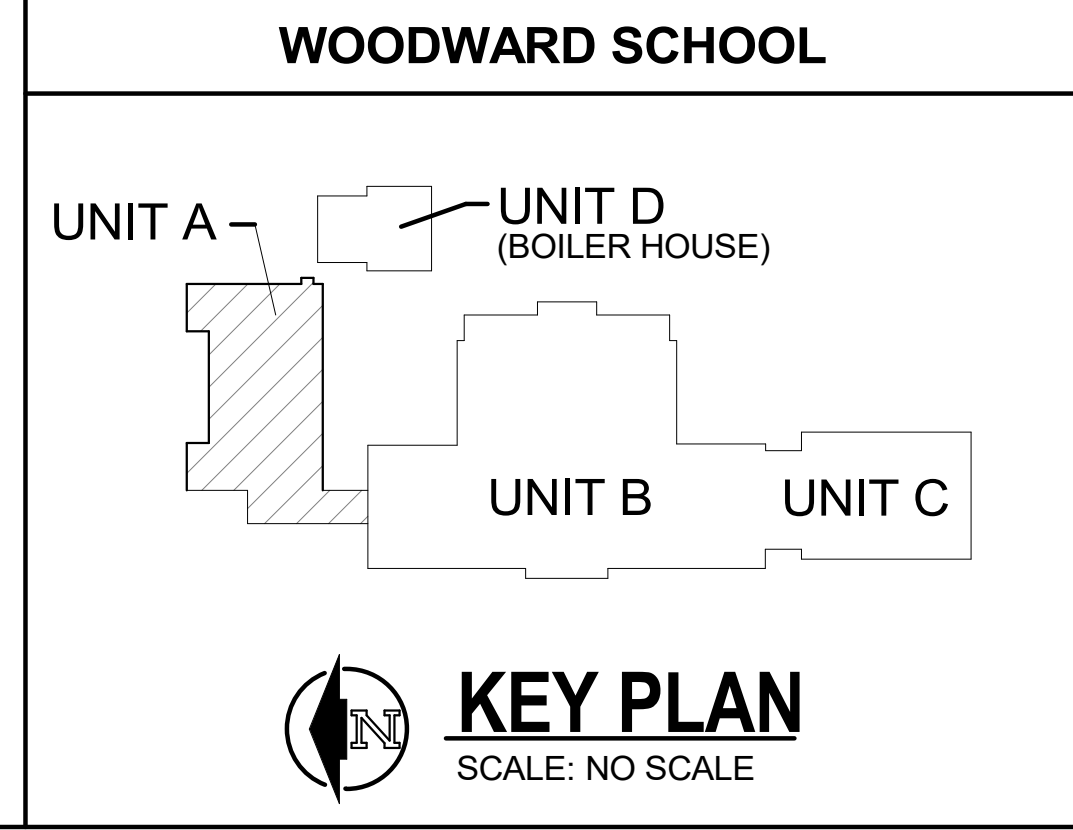 WOODWARD SCHOOL
UNIT A
UNIT D
(BOILER HOUSE)
UNIT B
UNIT C
N
KEY PLAN
SCALE: NO SCALE